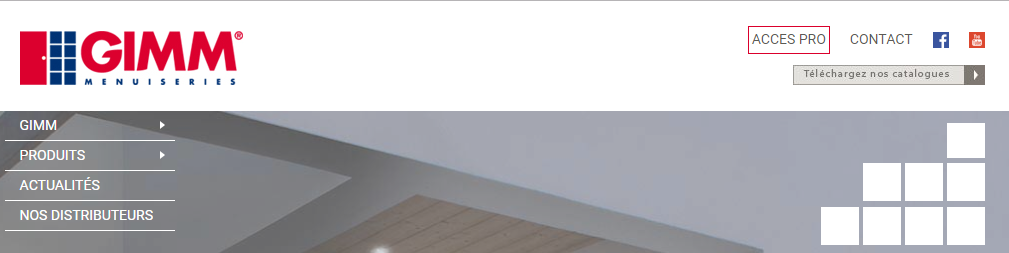 GIMM®
MENUISERIES
ACCES PRO
CONTACT
Téléchargez nos catalogues
GIMM
PRODUITS
ACTUALITÉS
NOS DISTRIBUTEURS